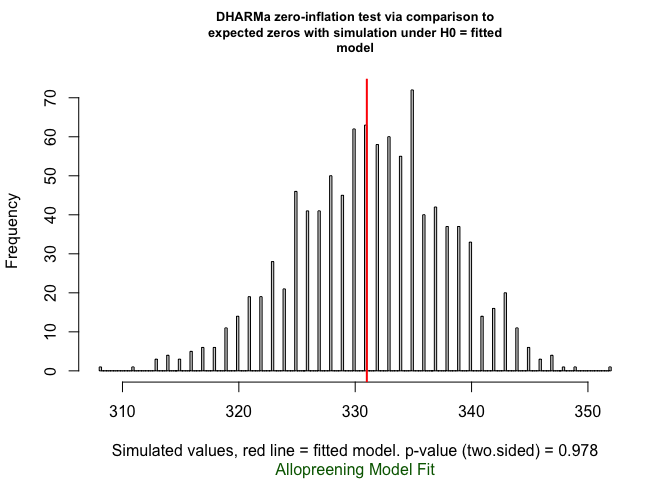 DHARMa zero-inflation test via comparison to
expected zeros with simulation under H0 = fitted
model
70
60
50
40
30
20
10
0
Frequency
310 320 330 340 350
Simulated values, red line = fitted model. p-value (two.sided) = 0.978
Allopreening Model Fit